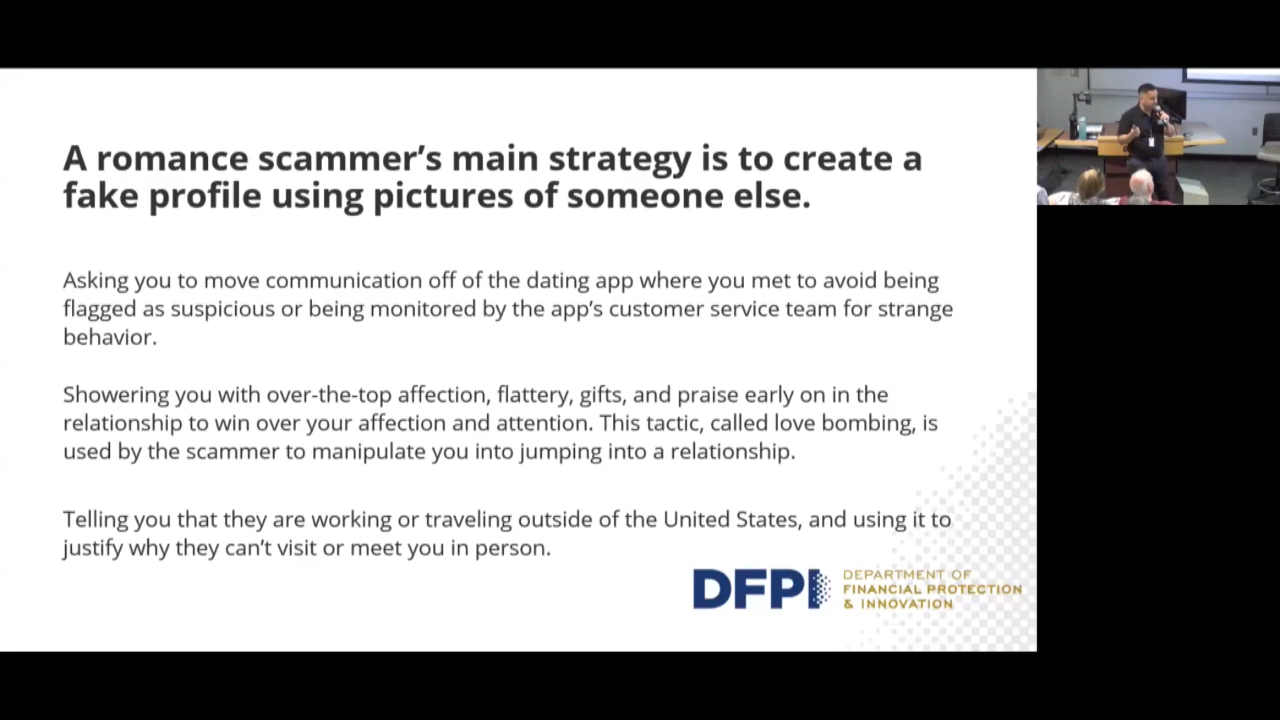 A romance scammer’s main strategy is to create a
fake profile using pictures of someone else.
Asking you to move communication off of the dating app where you met to avoid being
flagged as suspicious or being monitored by the app’s customer service team for strange
behavior.
Showering you with over-the-top affection, flattery, gifts, and praise early on in the
relationship to win over your affection and attention. This tactic, called love bombing, is
used by the scammer to manipulate you into jumping into a relationship.
Telling you that they are working or traveling outside of the United States, and using it to
justify why they can’t visit or meet you in person.
DFPI
DEPARTMENT OF
FINANCIAL PROTECTION
& INNOVATION